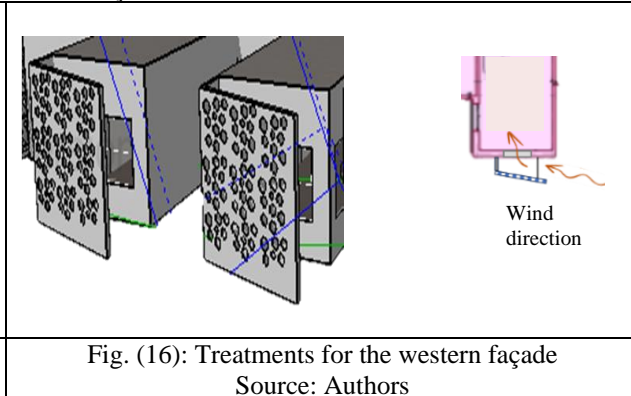 Wind
direction
Fig. (16): Treatments for the western façade
Source: Authors